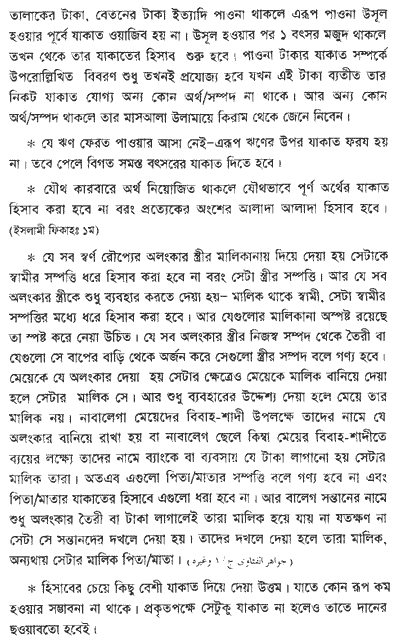 তালাকের টাকা, বেতনের টাকা ইত্যাদি পাওনা থাকলে এরূপ পাওনা উসূল
হওয়ার পূর্বে যাকাত ওয়াজিব হয় না। উসূল হওয়ার পর ১ বৎসর মজুদ থাকলে
তখন থেকে তার যাকাতের হিসাব শুরু হবে। পাওনা টাকার যাকাত সম্পর্কে
উপরোল্লিখিত বিবরণ শুধু তখনই প্রযোজ্য হবে যখন এই টাকা ব্যতীত তার
নিকট যাকাত যোগ্য অন্য কোন অর্থ/সম্পদ না থাকে। আর অন্য কোন
অর্থ/সম্পদ থাকলে তার মাসআলা উলামায়ে কিরাম থেকে জেনে নিবেন।
* যে ঋণ ফেরত পাওয়ার আসা নেই–এরূপ ঋণের উপর যাকাত ফরয হয়
না। তবে পেলে বিগত সমস্ত বৎসরের যাকাত দিতে হবে।
* যৌথ কারবারে অর্থ নিয়োজিত থাকলে যৌথভাবে পূর্ণ অর্থের যাকাত
হিসাব করা হবে না বরং প্রত্যেকের অংশের আলাদা আলাদা হিসাব হবে।
(ইসলামী ফিকাহঃ ১ম)
* যে সব স্বর্ণ রৌপ্যের অলংকার স্ত্রীর মালিকানায় দিয়ে দেয়া হয় সেটাকে
স্বামীর সম্পত্তি ধরে হিসাব করা হবে না বরং সেটা স্ত্রীর সম্পত্তি। আর যে সব
অলংকার স্ত্রীকে শুধু ব্যবহার করতে দেয়া হয়– মালিক থাকে স্বামী, সেটা স্বামীর
সম্পত্তির মধ্যে ধরে হিসাব করা হবে। আর যেগুলোর মালিকানা অস্পষ্ট রয়েছে
তা স্পষ্ট করে নেয়া উচিত। যে সব অলংকার স্ত্রীর নিজস্ব সম্পদ থেকে তৈরী বা
যেগুলো সে বাপের বাড়ি থেকে অর্জন করে সেগুলো স্ত্রীর সম্পদ বলে গণ্য হবে।
মেয়েকে যে অলংকার দেয়া হয় সেটার ক্ষেত্রেও মেয়েকে মালিক বানিয়ে দেয়া
হলে সেটার মালিক সে। আর শুধু ব্যবহারের উদ্দেশ্য দেয়া হলে মেয়ে তার
মালিক নয়। নাবালেগা মেয়েদের বিবাহ-শাদী উপলক্ষে তাদের নামে যে
অলংকার বানিয়ে রাখা হয় বা নাবালেগ ছেলে কিম্বা মেয়ের বিবাহ-শাদীতে
ব্যয়ের লক্ষ্যে তাদের নামে ব্যাংকে বা ব্যবসায় যে টাকা লাগানো হয় সেটার
মালিক তারা। অতএব এগুলো পিতা/মাতার সম্পত্তি বলে গণ্য হবে না এবং
পিতা/মাতার যাকাতের হিসাবে এগুলো ধরা হবে না। আর বালেগ সন্তানের নামে
শুধু অলংকার তৈরী বা টাকা লাগালেই তারা মালিক হয়ে যায় না যতক্ষণ না
সেটা সে সন্তানদের দখলে দেয়া হয়। তাদের দখলে দেয়া হলে তারা মালিক,
অন্যথায় সেটার মালিক পিতা/মাতা। (جواهر الفتاوى ج/١ وغيره)
* হিসাবের চেয়ে কিছু বেশী যাকাত দিয়ে দেয়া উত্তম। যাতে কোন রূপ কম
হওয়ার সম্ভাবনা না থাকে। প্রকৃতপক্ষে সেটুকু যাকাত না হলেও তাতে দানের
ছওয়াবতো হবেই।